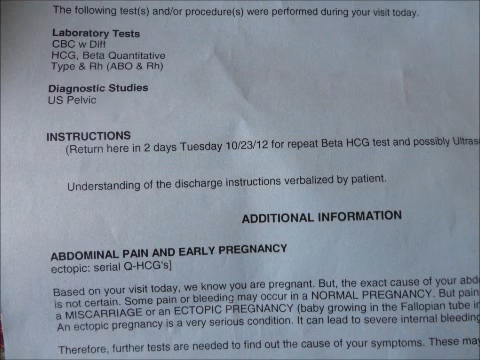 The following test(s) and/or procedure(s) were performed during your visit today.
Laboratory Tests
CBC w Diff
HCG, Beta Quantitative
Type & Rh (ABO & Rh)
Diagnostic Studies
US Pelvic
INSTRUCTIONS
(Return here in 2 days Tuesday 10/23/12 for repeat Beta HCG test and possibly
Understanding of the discharge instructions verbalized by patient.
ADDITIONAL INFORMATION
ABDOMINAL PAIN AND EARLY PREGNANCY
ectopic: serial Q-HCG's]
Based on your visit today, we know you are pregnant. But, the exact cause of your
is not certain. Some pain or bleeding may occur in a NORMAL PREGNANCY. But pain
a MISCARRIAGE or an ECTOPIC PREGNANCY (baby growing in the Fallopian tube
An ectopic pregnancy is a very serious condition. It can lead to severe internal bleeding
Therefore, further tests are needed to find out the cause of your symptoms. These may